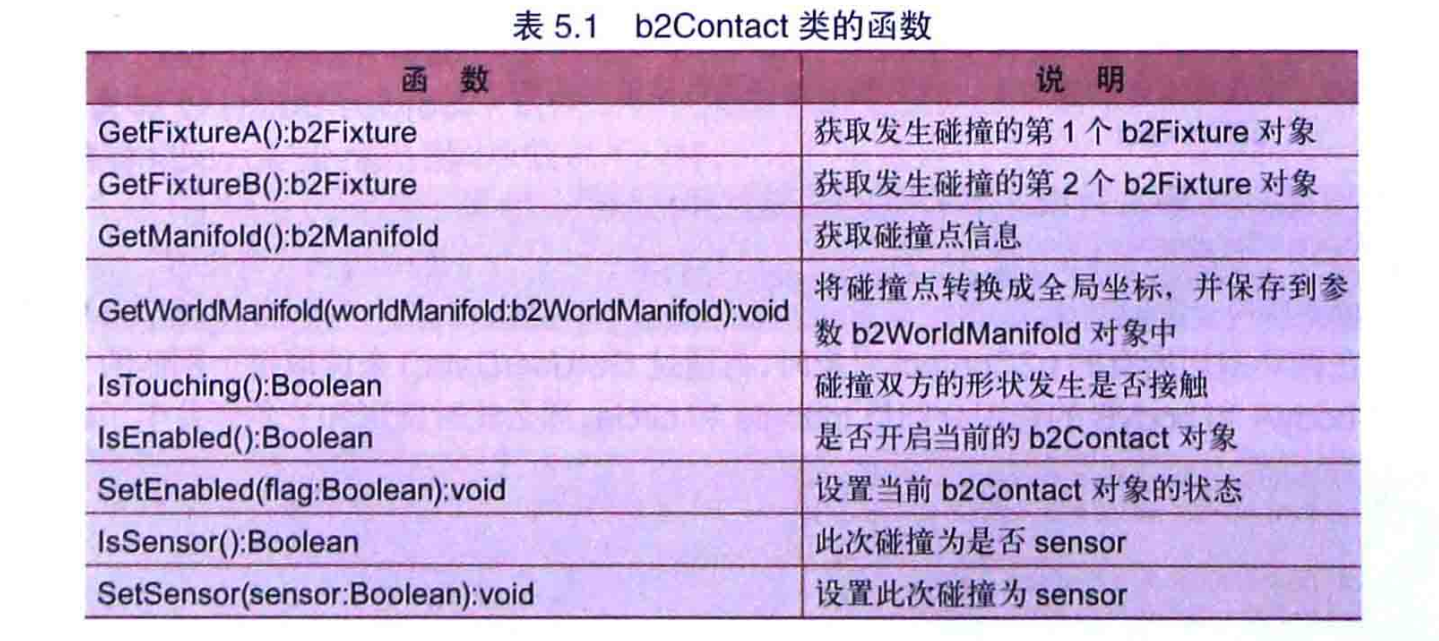 表 5.1 b2Contact 类的函数
函 数 说 明
GetFixtureA():b2Fixture 获取发生碰撞的第 1 个 b2Fixture 对象
GetFixtureB():b2Fixture 获取发生碰撞的第 2 个 b2Fixture 对象
GetManifold():b2Manifold 获取碰撞点信息
GetWorldManifold(worldManifold:b2WorldManifold):void 将碰撞点转换成全局坐标，并保存到参
数 b2WorldManifold 对象中
IsTouching():Boolean 碰撞双方的形状发生是否接触
IsEnabled():Boolean 是否开启当前的 b2Contact 对象
SetEnabled(flag:Boolean):void 设置当前 b2Contact 对象的状态
IsSensor():Boolean 此次碰撞为是否 sensor
SetSensor(sensor:Boolean):void 设置此次碰撞为 sensor